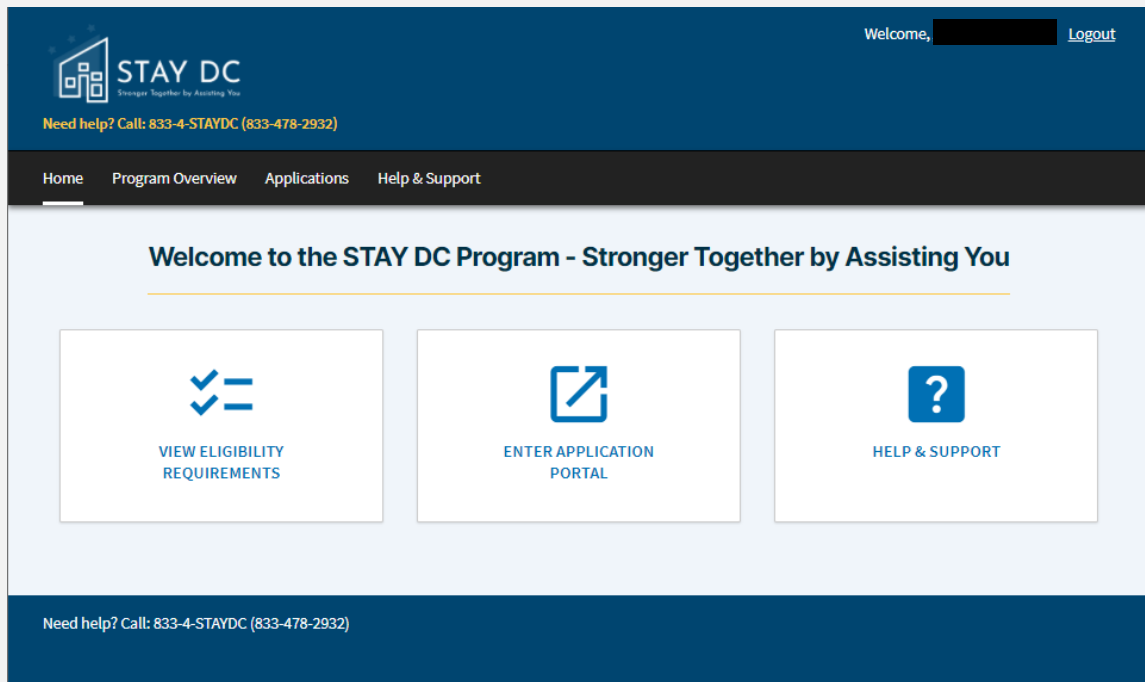 Welcome,
Logout
STAY DC
Stronger Together by Assisting You
Need help? Call: 833-4-STAYDC (833-478-2932)
Home Program Overview Applications Help & Support
Welcome to the STAY DC Program - Stronger Together by Assisting You
VIEW ELIGIBILITY
REQUIREMENTS
ENTER APPLICATION
PORTAL
HELP & SUPPORT
Need help? Call: 833-4-STAYDC (833-478-2932)